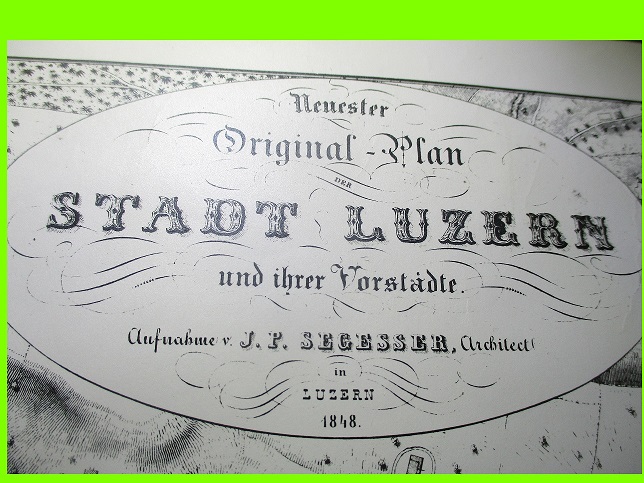 Neuester
Original-Plan
DER
STADT LUZERN
und ihrer Vorstädte.
Aufnahme v. J. P. SEGESSER, Architect
in
LUZERN
1848.